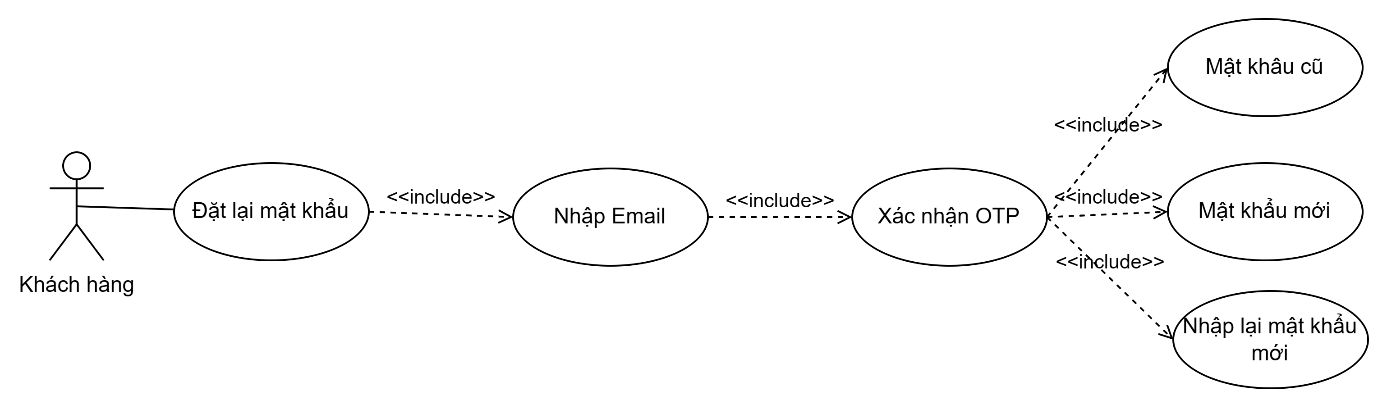 Khách hàng
Đặt lại mật khẩu
<<include>>
Nhập Email
<<include>>
Xác nhận OTP
<<include>>
Mật khâu cũ
<<include>>
Mật khẩu mới
<<include>>
Nhập lại mật khẩu
mới